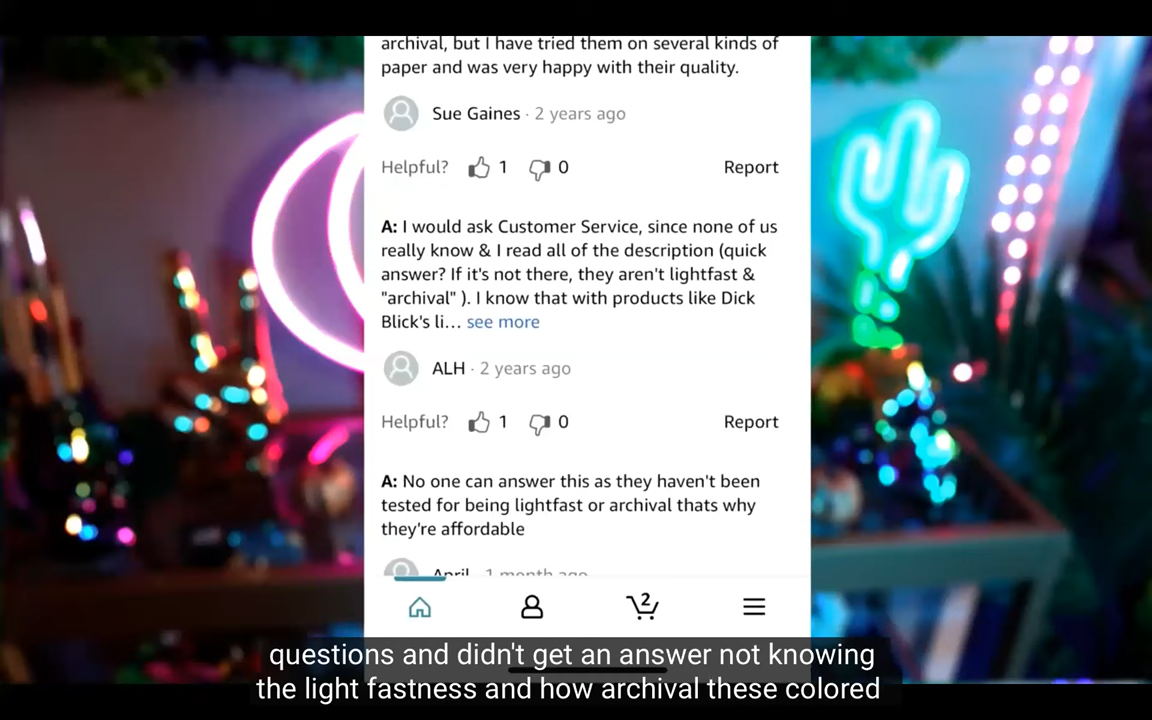 archival, but I have tried them on several kinds of
paper and was very happy with their quality.
Sue Gaines · 2 years ago
Helpful? 1 0 Report
A: I would ask Customer Service, since none of us
really know & I read all of the description (quick
answer? If it's not there, they aren't lightfast &
"archival" ). I know that with products like Dick
Blick's li... see more
ALH · 2 years ago
Helpful? 1 0 Report
A: No one can answer this as they haven't been
tested for being lightfast or archival thats why
they're affordable
April · 1 month ago
2
questions and didn't get an answer not knowing
the light fastness and how archival these colored